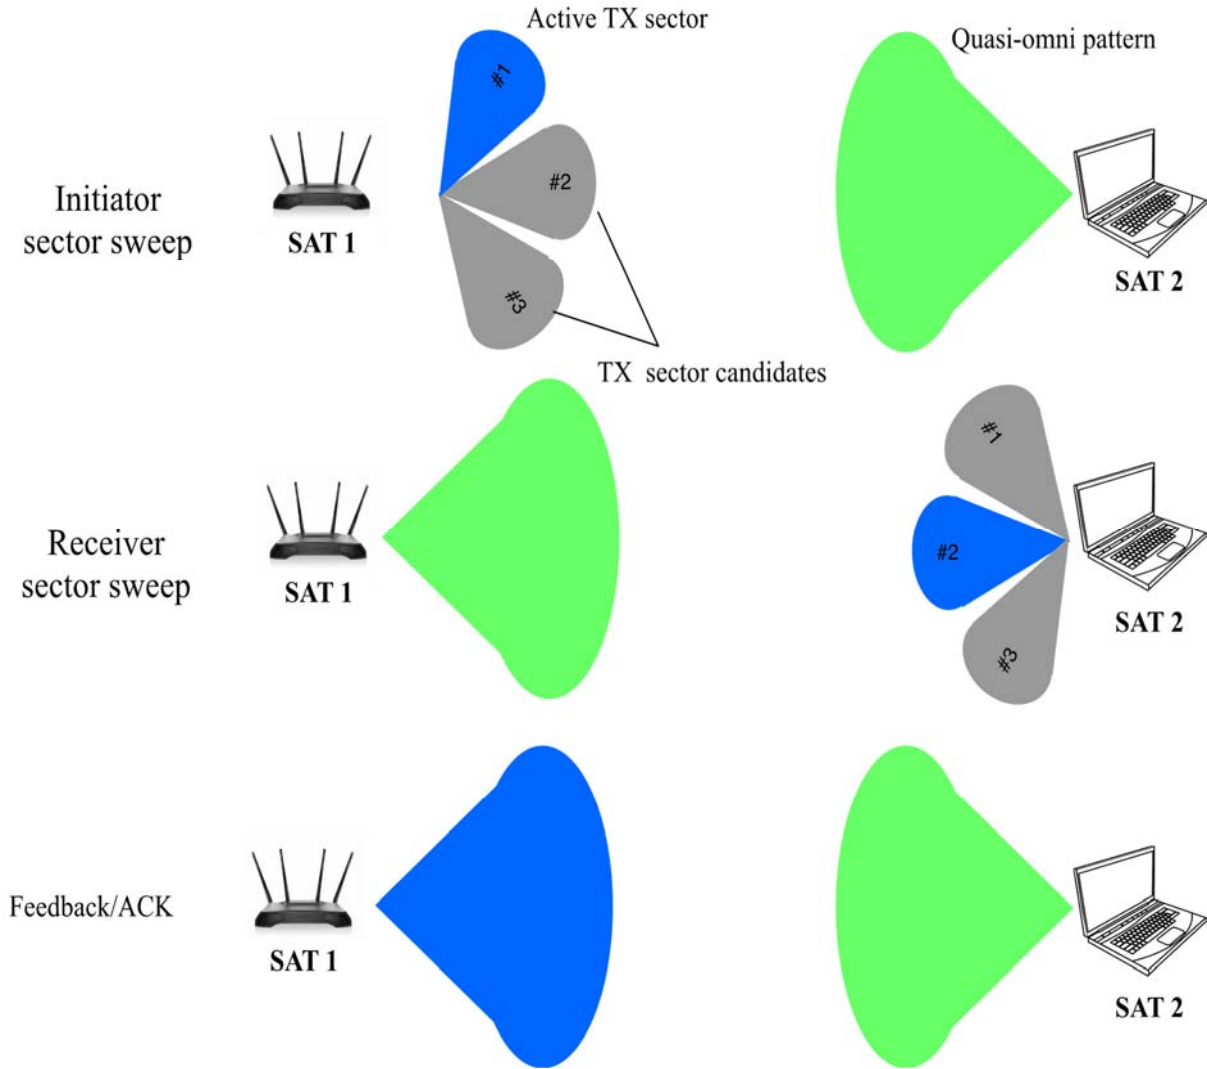 Active TX sector
Quasi-omni pattern
#1
#2
#3
Initiator
sector sweep
SAT 1
SAT 2
TX sector candidates
#1
#2
#3
Receiver
sector sweep
SAT 1
SAT 2
Feedback/ACK
SAT 1
SAT 2